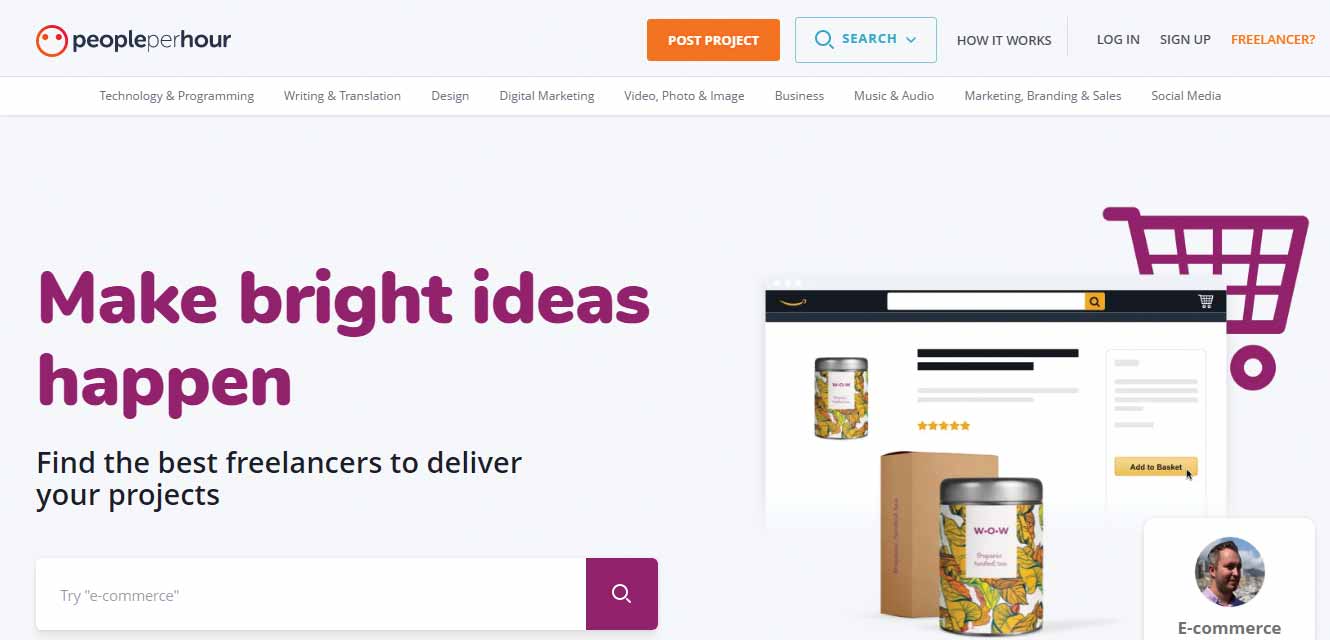 peopleperhour
POST PROJECT
SEARCH
HOW IT WORKS
LOG IN
SIGN UP
FREELANCER?
Technology & Programming
Writing & Translation
Design
Digital Marketing
Video, Photo & Image
Business
Music & Audio
Marketing, Branding & Sales
Social Media
Make bright ideas
happen
Find the best freelancers to deliver
your projects
Try "e-commerce"
W•O•W
Add to Basket
W•O•W
Organic
E-commerce